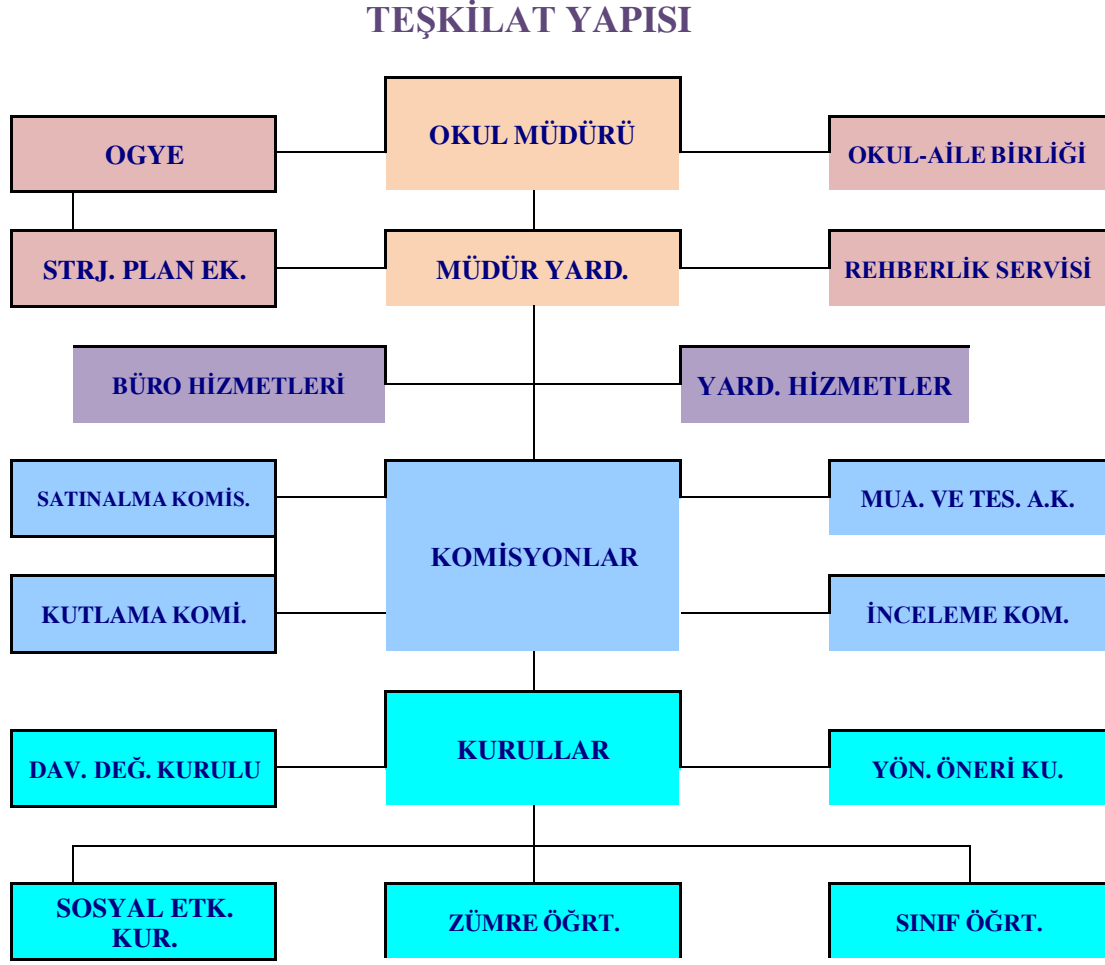 TEŞKİLAT YAPISI
OKUL MÜDÜRÜ
OGYE
OKUL-AİLE BİRLİĞİ
STRJ. PLAN EK.
MÜDÜR YARD.
REHBERLİK SERVİSİ
BÜRO HİZMETLERİ
YARD. HİZMETLER
SATINALMA KOMİS.
MUA. VE TES. A.K.
KOMİSYONLAR
KUTLAMA KOMİ.
İNCELEME KOM.
KURULLAR
DAV. DEĞ. KURULU
YÖN. ÖNERİ KU.
SOSYAL ETK.
KUR.
ZÜMRE ÖĞRT.
SINIF ÖĞRT.